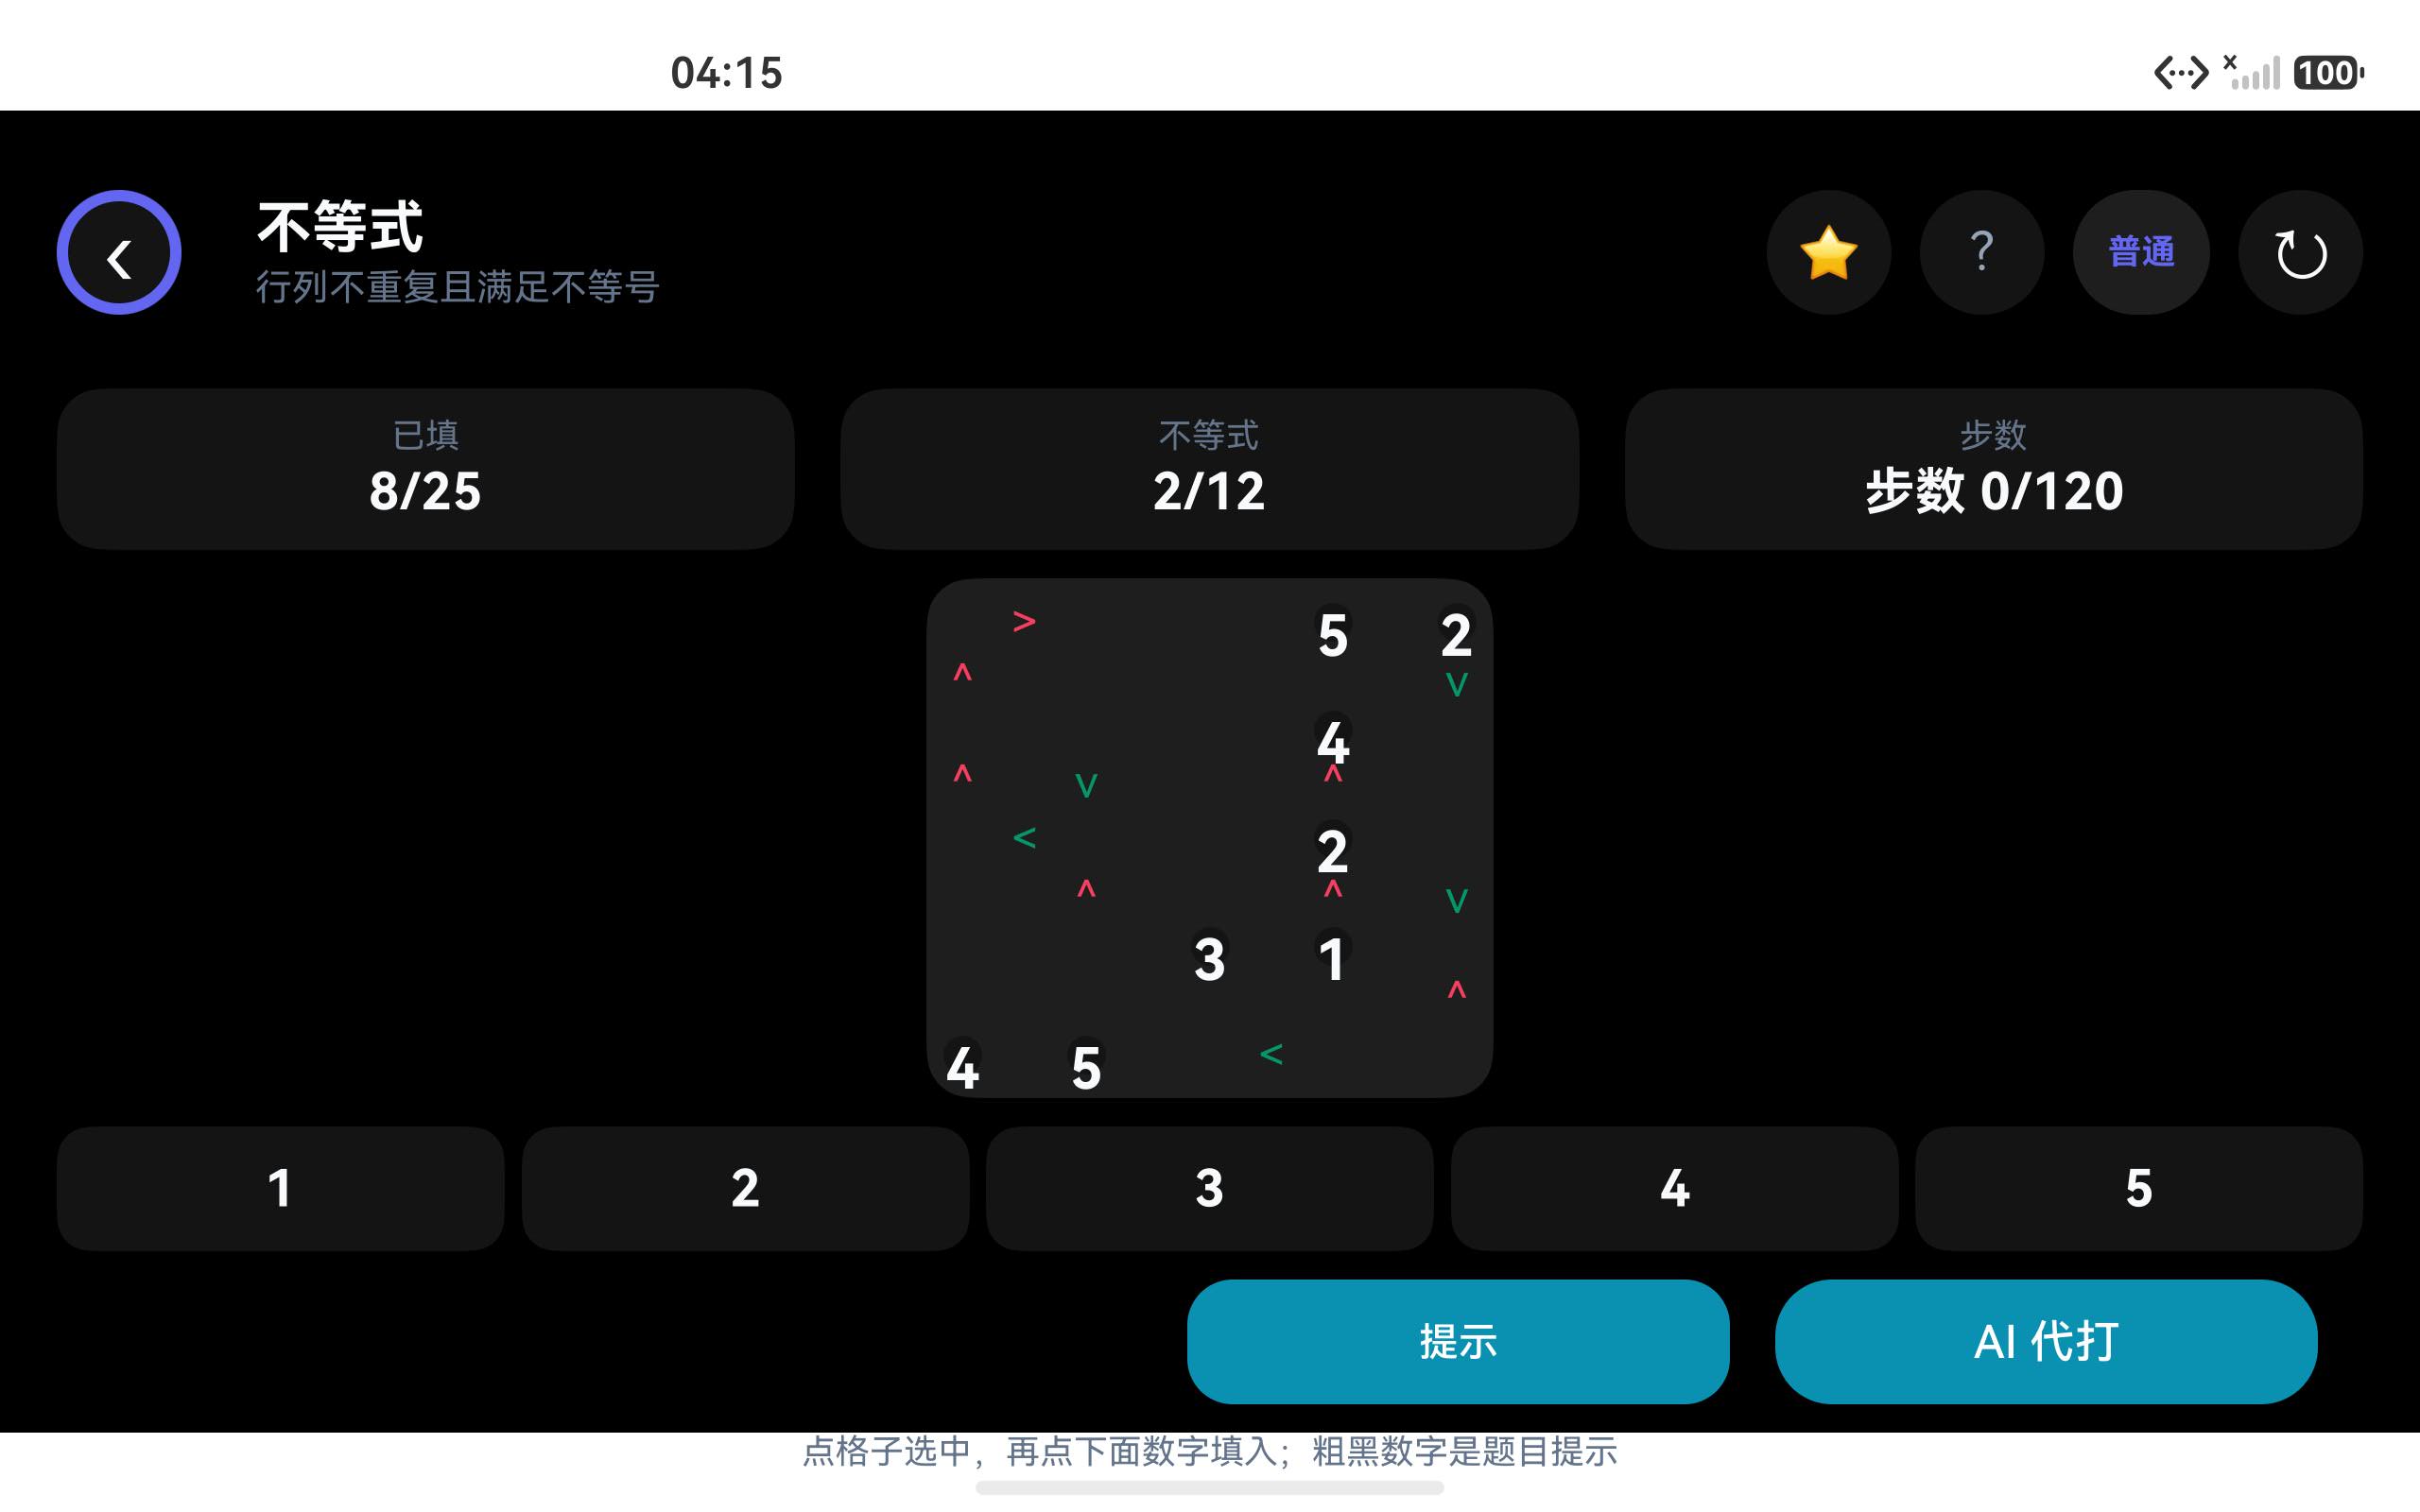 04:15
100
不等式
行列不重复且满足不等号
?
普通
已填
不等式
步数
8/25
2/12
步数 0/120
> 5 2
^ v
4
^ v ^
< 2
^ ^ v
3 1
^
4 5 <
1 2 3 4 5
提示
AI 代打
点格子选中，再点下面数字填入；粗黑数字是题目提示